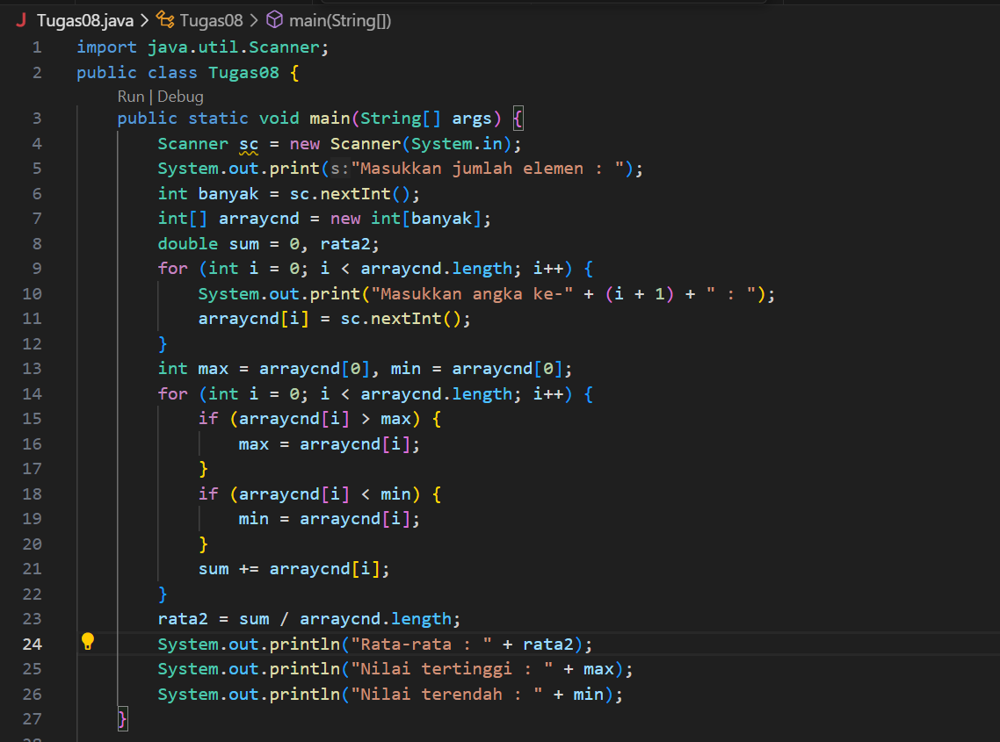 J Tugas08.java > Tugas08 > main(String[])
1 import java.util.Scanner;
2 public class Tugas08 {
Run | Debug
3 public static void main(String[] args) {
4 Scanner sc = new Scanner(System.in);
5 System.out.print(s:"Masukkan jumlah elemen : ");
6 int banyak = sc.nextInt();
7 int[] arraycnd = new int[banyak];
8 double sum = 0, rata2;
9 for (int i = 0; i < arraycnd.length; i++) {
10 System.out.print("Masukkan angka ke-" + (i + 1) + " : ");
11 arraycnd[i] = sc.nextInt();
12 }
13 int max = arraycnd[0], min = arraycnd[0];
14 for (int i = 0; i < arraycnd.length; i++) {
15 if (arraycnd[i] > max) {
16 max = arraycnd[i];
17 }
18 if (arraycnd[i] < min) {
19 min = arraycnd[i];
20 }
21 sum += arraycnd[i];
22 }
23 rata2 = sum / arraycnd.length;
24 System.out.println("Rata-rata : " + rata2);
25 System.out.println("Nilai tertinggi : " + max);
26 System.out.println("Nilai terendah : " + min);
27 }